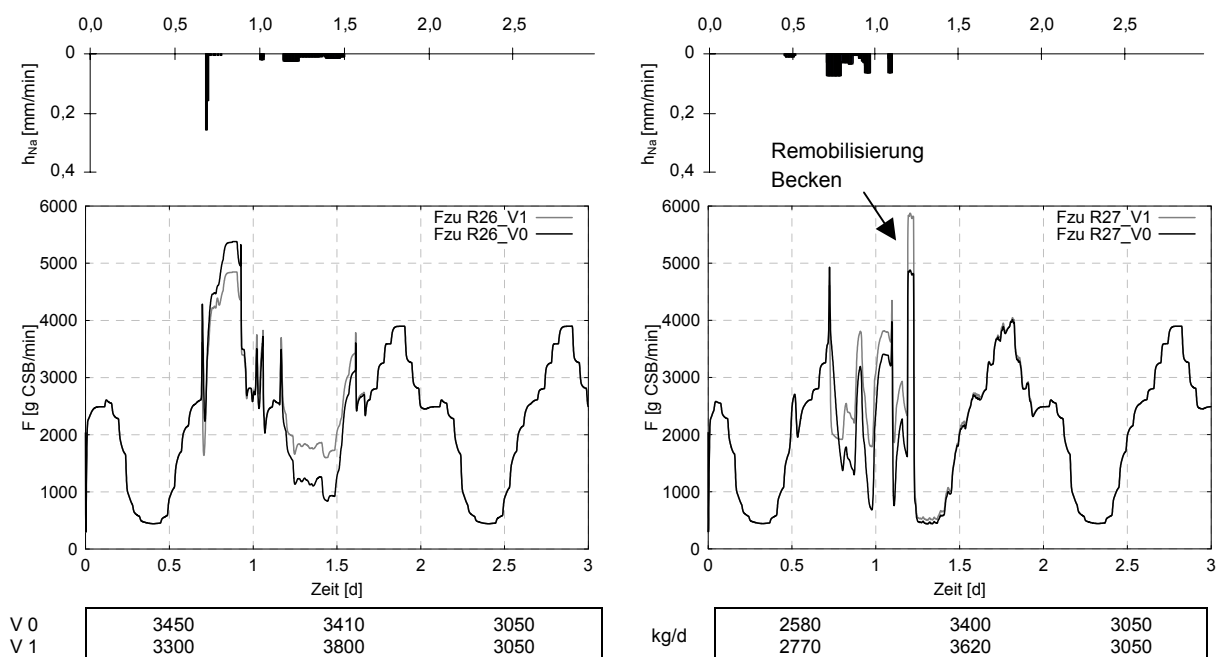 0,0 0,5 1,0 1,5 2,0 2,5
0
0,2
0,4
hNa [mm/min]
6000
5000
4000
3000
2000
1000
0
F [g CSB/min]
Fzu R26_V1
Fzu R26_V0
0 0.5 1 1.5 2 2.5 3
Zeit [d]
V 0 3450 3410 3050
V 1 3300 3800 3050
0,0 0,5 1,0 1,5 2,0 2,5
0
0,2
0,4
hNa [mm/min]
Remobilisierung
Becken
6000
5000
4000
3000
2000
1000
0
F [g CSB/min]
Fzu R27_V1
Fzu R27_V0
0 0.5 1 1.5 2 2.5 3
Zeit [d]
kg/d
2580 3400 3050
2770 3620 3050